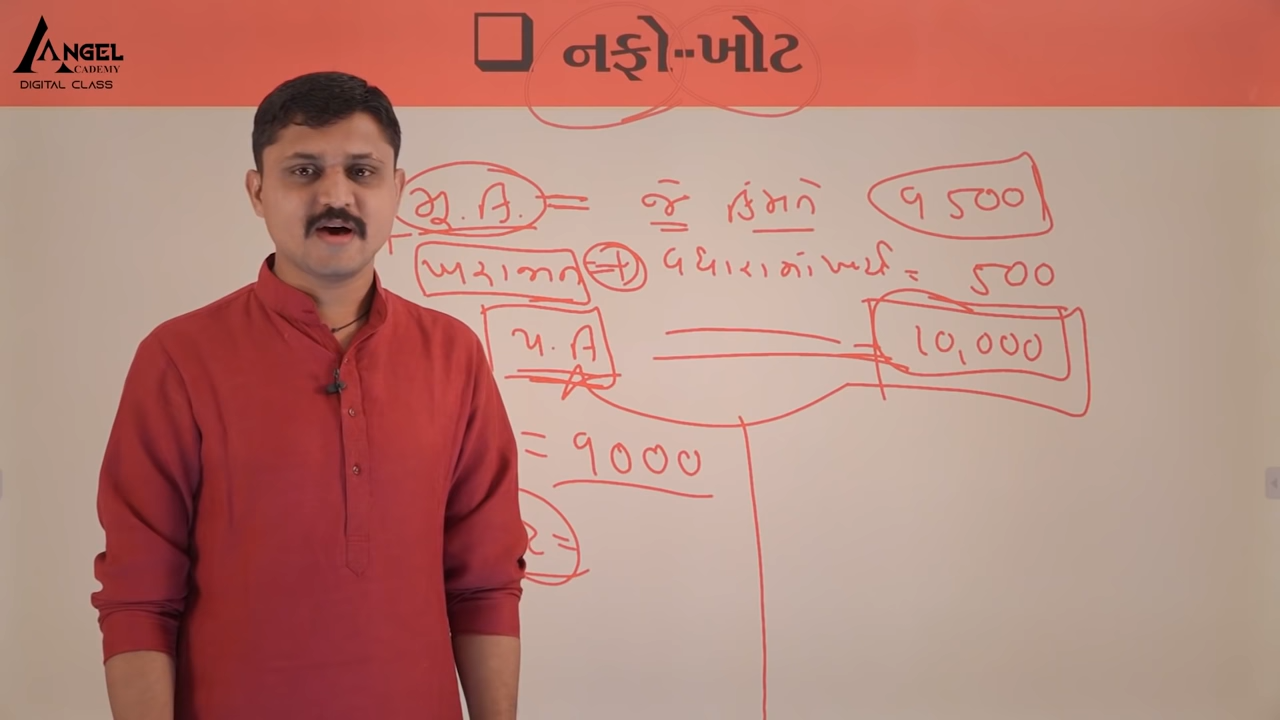 ANGEL
ACADEMY
DIGITAL CLASS
નફો-ખોટ
મૂ.કિ. = જે કિંમતે 9500
ખરાજાત ⇒ + વધારાનો ખર્ચ = 500
પ.કિ = 10,000
= 9000
ર =